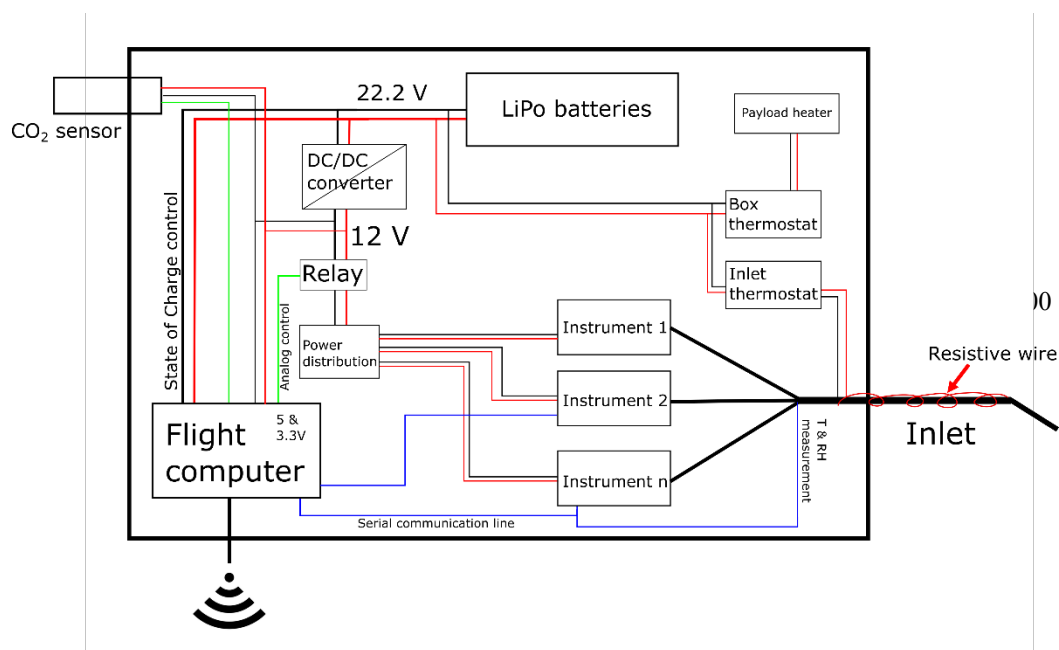 CO₂ sensor
22.2 V
LiPo batteries
Payload heater
DC/DC
converter
Box
thermostat
12 V
Relay
Inlet
thermostat
State of Charge control
Analog control
Power
distribution
Instrument 1
Instrument 2
Instrument n
00
Resistive wire
Inlet
T & RH
measurement
5 &
3.3V
Flight
computer
Serial communication line